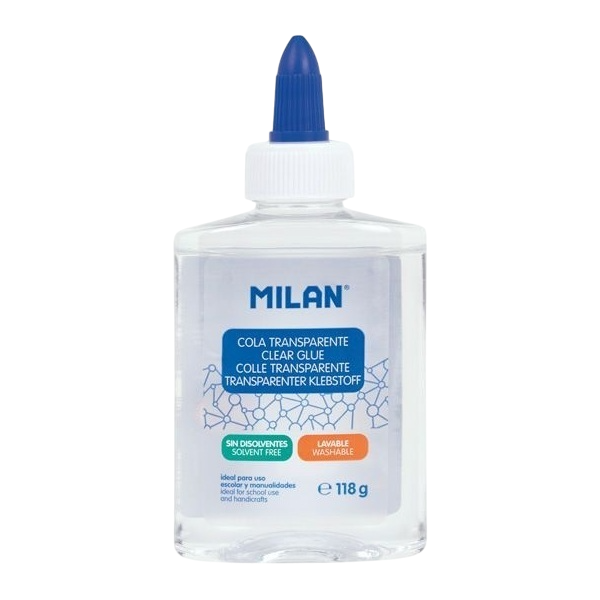 MILAN®
COLA TRANSPARENTE
CLEAR GLUE
COLLE TRANSPARENTE
TRANSPARENTER KLEBSTOFF
SIN DISOLVENTES
SOLVENT FREE
LAVABLE
WASHABLE
ideal para uso
escolar y manualidades
ideal for school use
and handicrafts
℮ 118 g